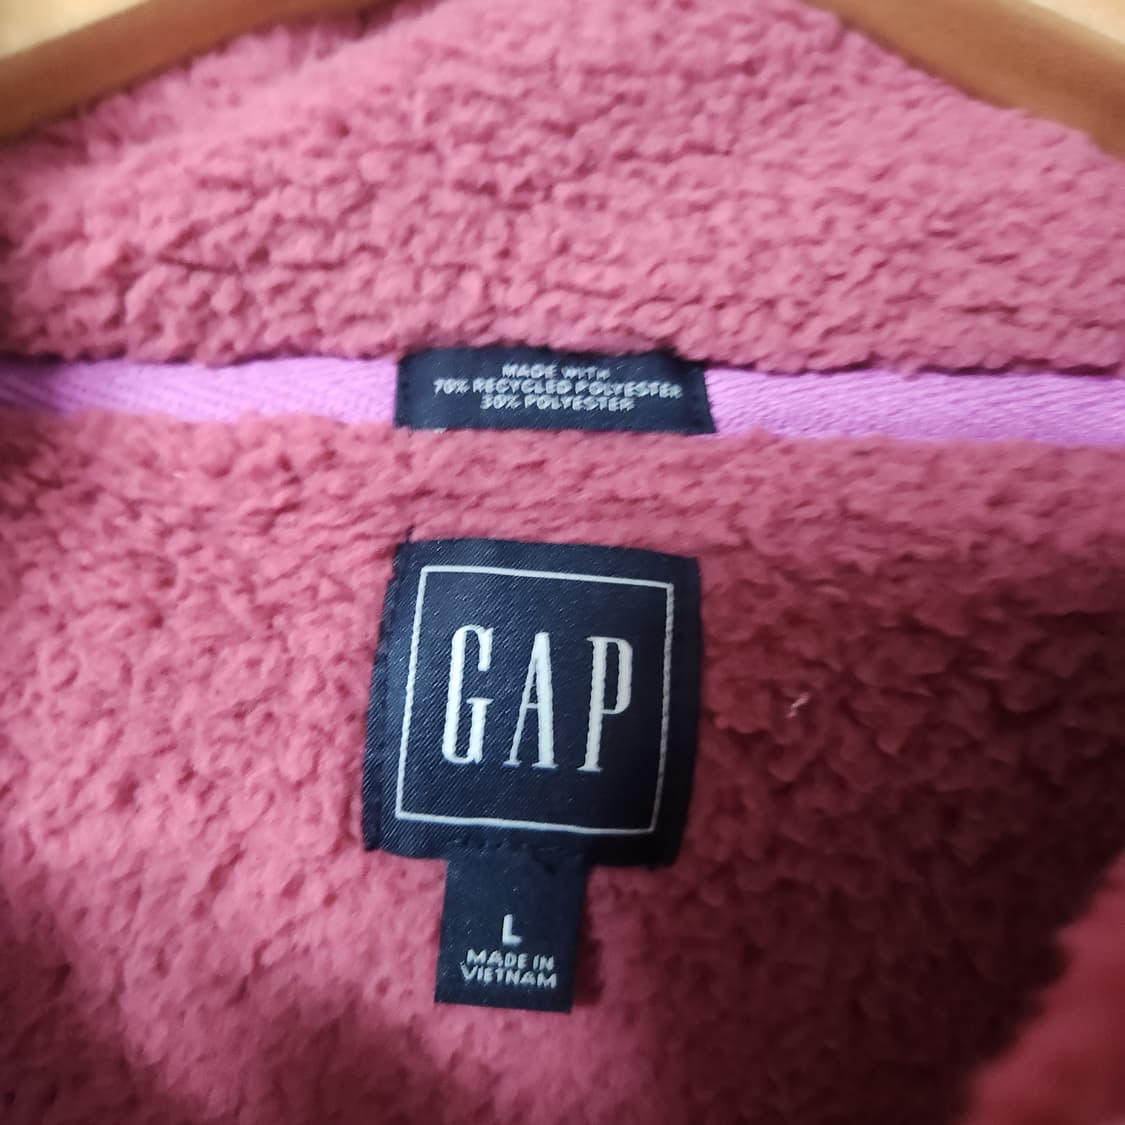 MADE WITH
70% RECYCLED POLYESTER
30% POLYESTER
GAP
L
MADE IN
VIETNAM